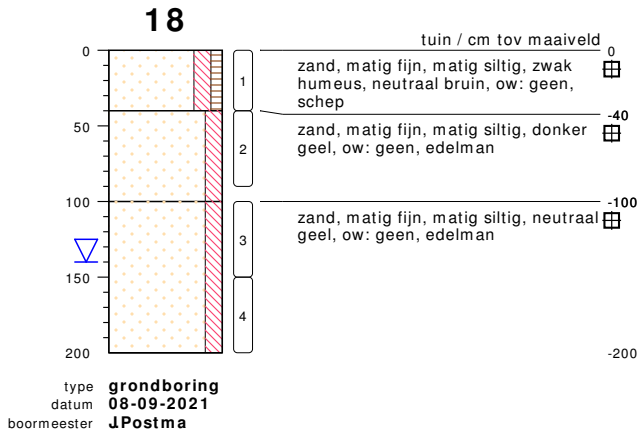 18
tuin / cm tov maaiveld
0
0
zand, matig fijn, matig siltig, zwak
humeus, neutraal bruin, ow: geen,
schep
1
-40
50
zand, matig fijn, matig siltig, donker
geel, ow: geen, edelman
2
100
-100
zand, matig fijn, matig siltig, neutraal
geel, ow: geen, edelman
3
150
4
200
-200
type grondboring
datum 08-09-2021
boormeester J.Postma